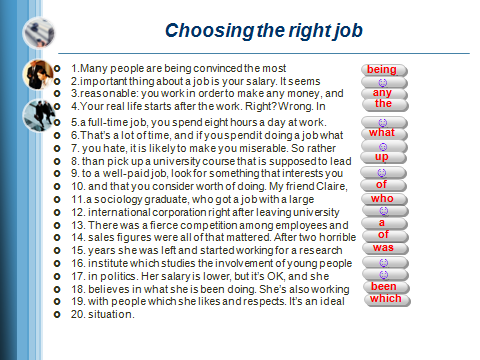 Choosing the right job
1.Many people are being convinced the most
being
2.important thing about a job is your salary. It seems
3.reasonable: you work in order to make any money, and
any
4.Your real life starts after the work. Right? Wrong. In
the
5.a full-time job, you spend eight hours a day at work.
6.That's a lot of time, and if you spend it doing a job what
what
7. you hate, it is likely to make you miserable. So rather
8. than pick up a university course that is supposed to lead
up
9. to a well-paid job, look for something that interests you
10. and that you consider worth of doing. My friend Claire,
of
11.a sociology graduate, who got a job with a large
who
12. international corporation right after leaving university
13. There was a fierce competition among employees and
a
14. sales figures were all of that mattered. After two horrible
of
15. years she was left and started working for a research
was
16. institute which studies the involvement of young people
17. in politics. Her salary is lower, but it's OK, and she
18. believes in what she is been doing. She's also working
been
19. with people which she likes and respects. It's an ideal
which
20. situation.